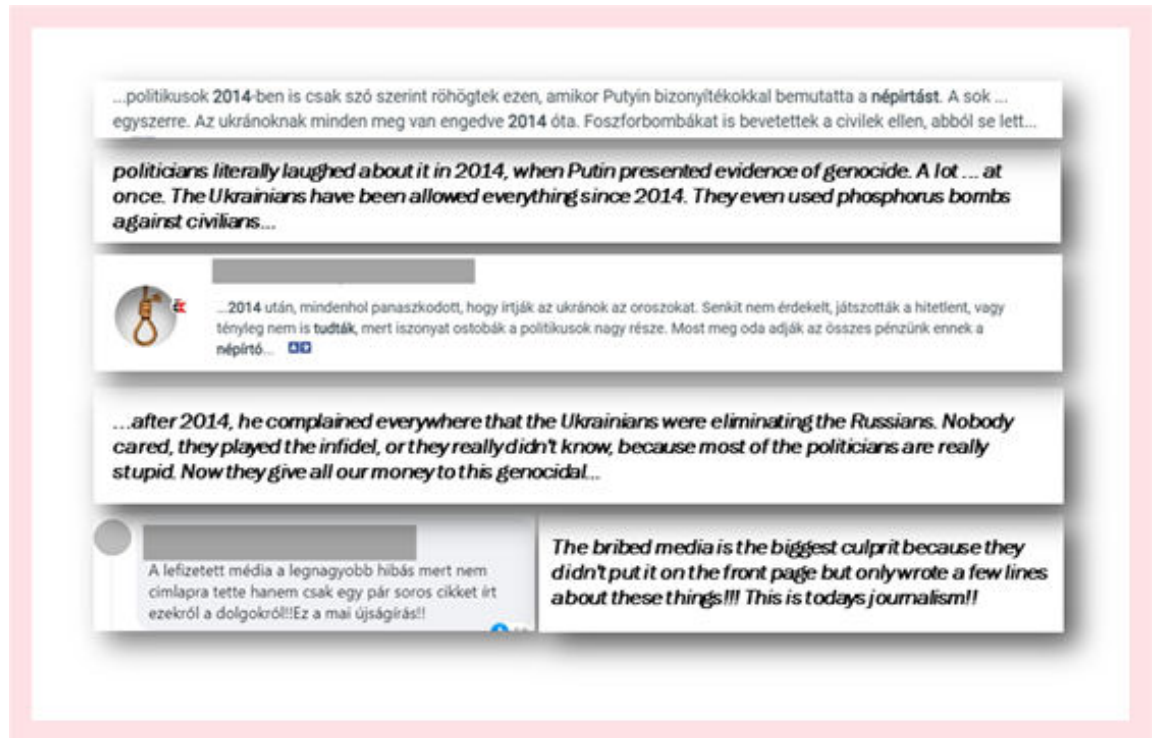 ...politikusok 2014-ben is csak szó szerint röhögtek ezen, amikor Putyin bizonyítékokkal bemutatta a népirtást. A sok ...
egyszerre. Az ukránoknak minden meg van engedve 2014 óta. Foszforbombákat is bevetettek a civilek ellen, abból se lett...
politicians literally laughed about it in 2014, when Putin presented evidence of genocide. A lot ... at
once. The Ukrainians have been allowed everything since 2014. They even used phosphorus bombs
against civilians...
...2014 után, mindenhol panaszkodott, hogy írtják az ukránok az oroszokat. Senkit nem érdekelt, játszották a hitetlent, vagy
tényleg nem is tudták, mert iszonyat ostobák a politikusok nagy része. Most meg oda adják az összes pénzünk ennek a
népírtó...
...after 2014, he complained everywhere that the Ukrainians were eliminating the Russians. Nobody
cared, they played the infidel, or they really didn't know, because most of the politicians are really
stupid. Now they give all our money to this genocidal...
A lefizetett média a legnagyobb hibás mert nem
cimlapra tette hanem csak egy pár soros cikket írt
ezekről a dolgokról!!Ez a mai újságírás!!
The bribed media is the biggest culprit because they
didn't put it on the front page but only wrote a few lines
about these things!!! This is todays journalism!!